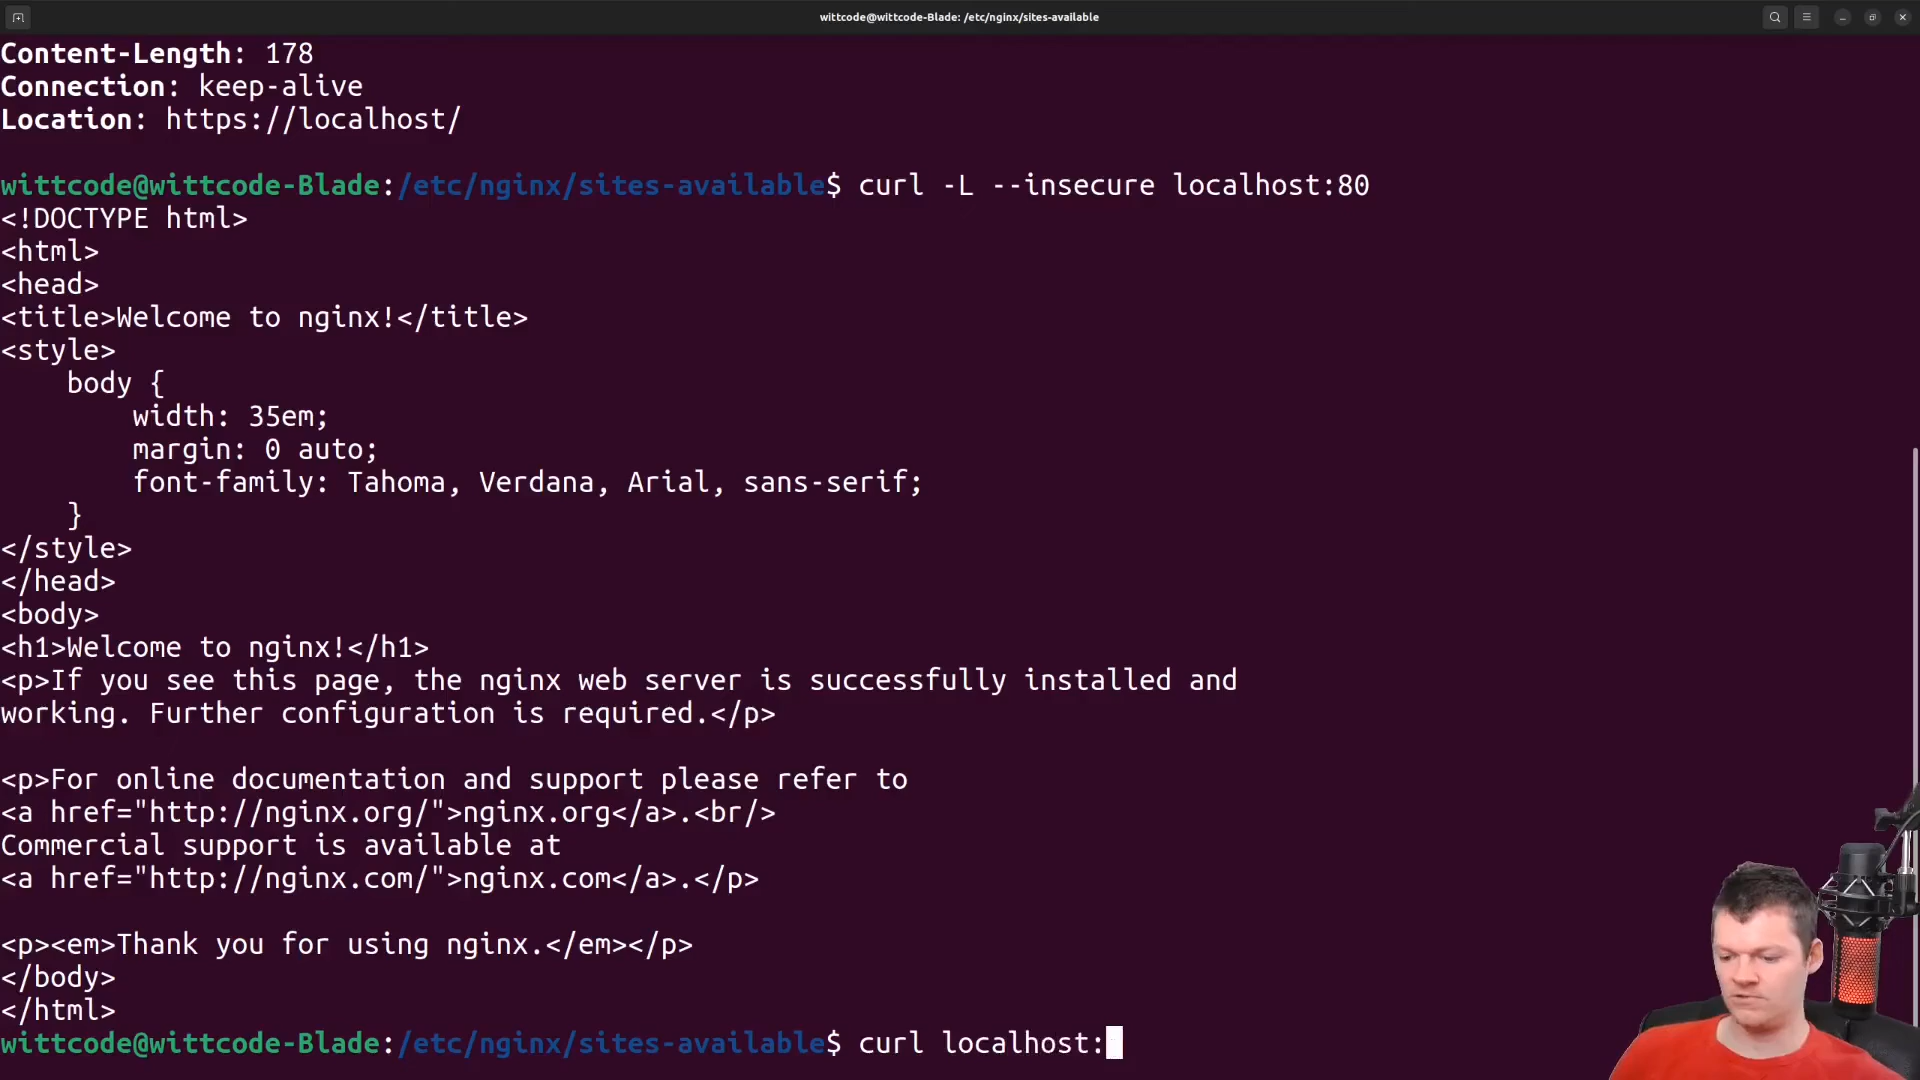 wittcode@wittcode-Blade: /etc/nginx/sites-available
Content-Length: 178
Connection: keep-alive
Location: https://localhost/
wittcode@wittcode-Blade:/etc/nginx/sites-available$ curl -L --insecure localhost:80
<!DOCTYPE html>
<html>
<head>
<title>Welcome to nginx!</title>
<style>
    body {
        width: 35em;
        margin: 0 auto;
        font-family: Tahoma, Verdana, Arial, sans-serif;
    }
</style>
</head>
<body>
<h1>Welcome to nginx!</h1>
<p>If you see this page, the nginx web server is successfully installed and
working. Further configuration is required.</p>
<p>For online documentation and support please refer to
<a href="http://nginx.org/">nginx.org</a>.<br/>
Commercial support is available at
<a href="http://nginx.com/">nginx.com</a>.</p>
<p><em>Thank you for using nginx.</em></p>
</body>
</html>
wittcode@wittcode-Blade:/etc/nginx/sites-available$ curl localhost: